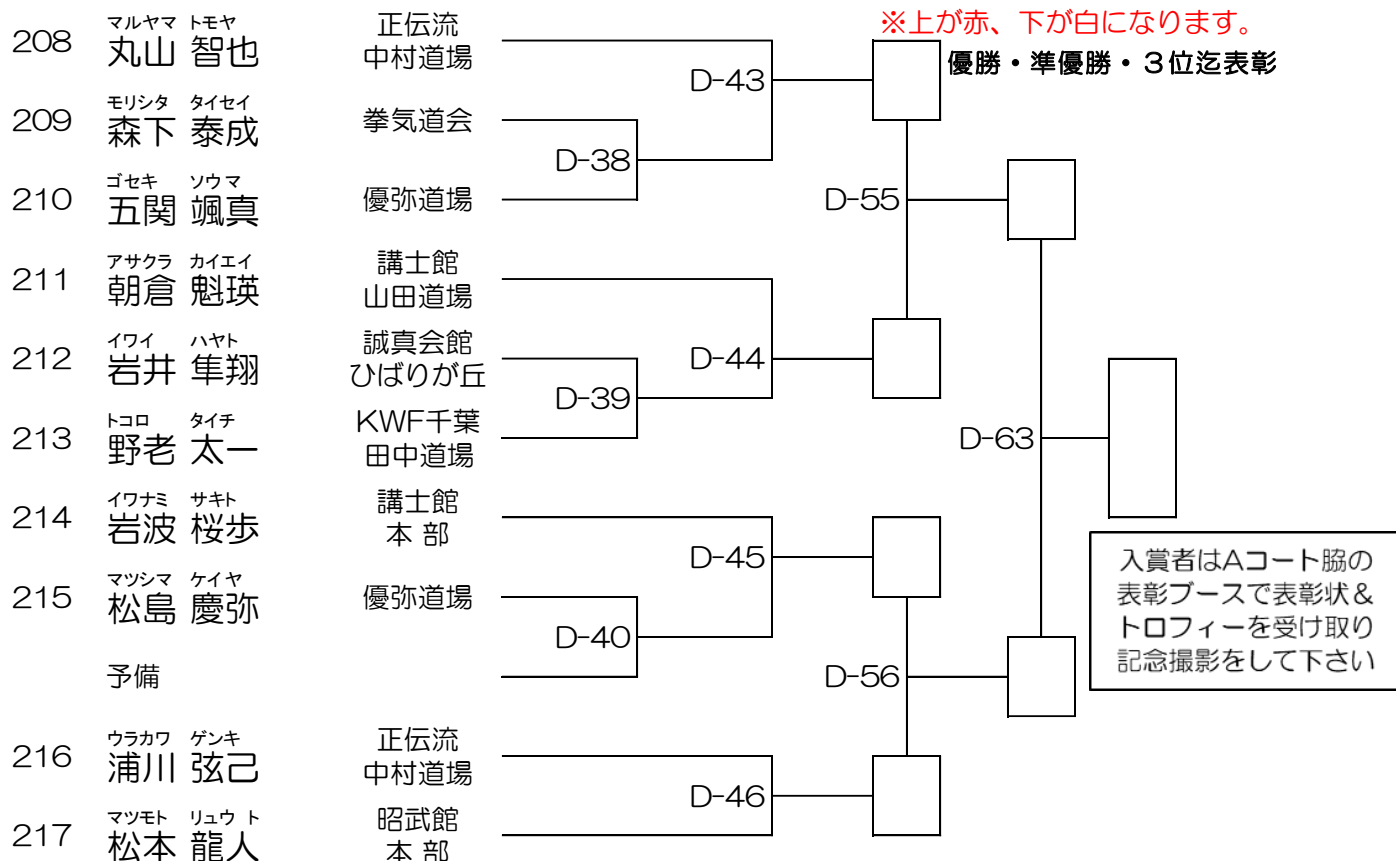 ※上が赤、下が白になります。
優勝・準優勝・３位迄表彰
マルヤマ トモヤ
208 丸山 智也 正伝流
中村道場
D-43
モリシタ タイセイ
209 森下 泰成 拳気道会
D-38
ゴセキ ソウマ
210 五関 颯真 優弥道場
D-55
アサクラ カイエイ
211 朝倉 魁瑛 講士館
山田道場
D-44
イワイ ハヤト
212 岩井 隼翔 誠真会館
ひばりが丘
D-39
トコロ タイチ
213 野老 太一 KWF千葉
田中道場
D-63
イワナミ サキト
214 岩波 桜歩 講士館
本 部
D-45
マツシマ ケイヤ
215 松島 慶弥 優弥道場
D-40
予備
D-56
入賞者はAコート脇の
表彰ブースで表彰状&
トロフィーを受け取り
記念撮影をして下さい
ウラカワ ゲンキ
216 浦川 弦己 正伝流
中村道場
D-46
マツモト リュウト
217 松本 龍人 昭武館
本 部